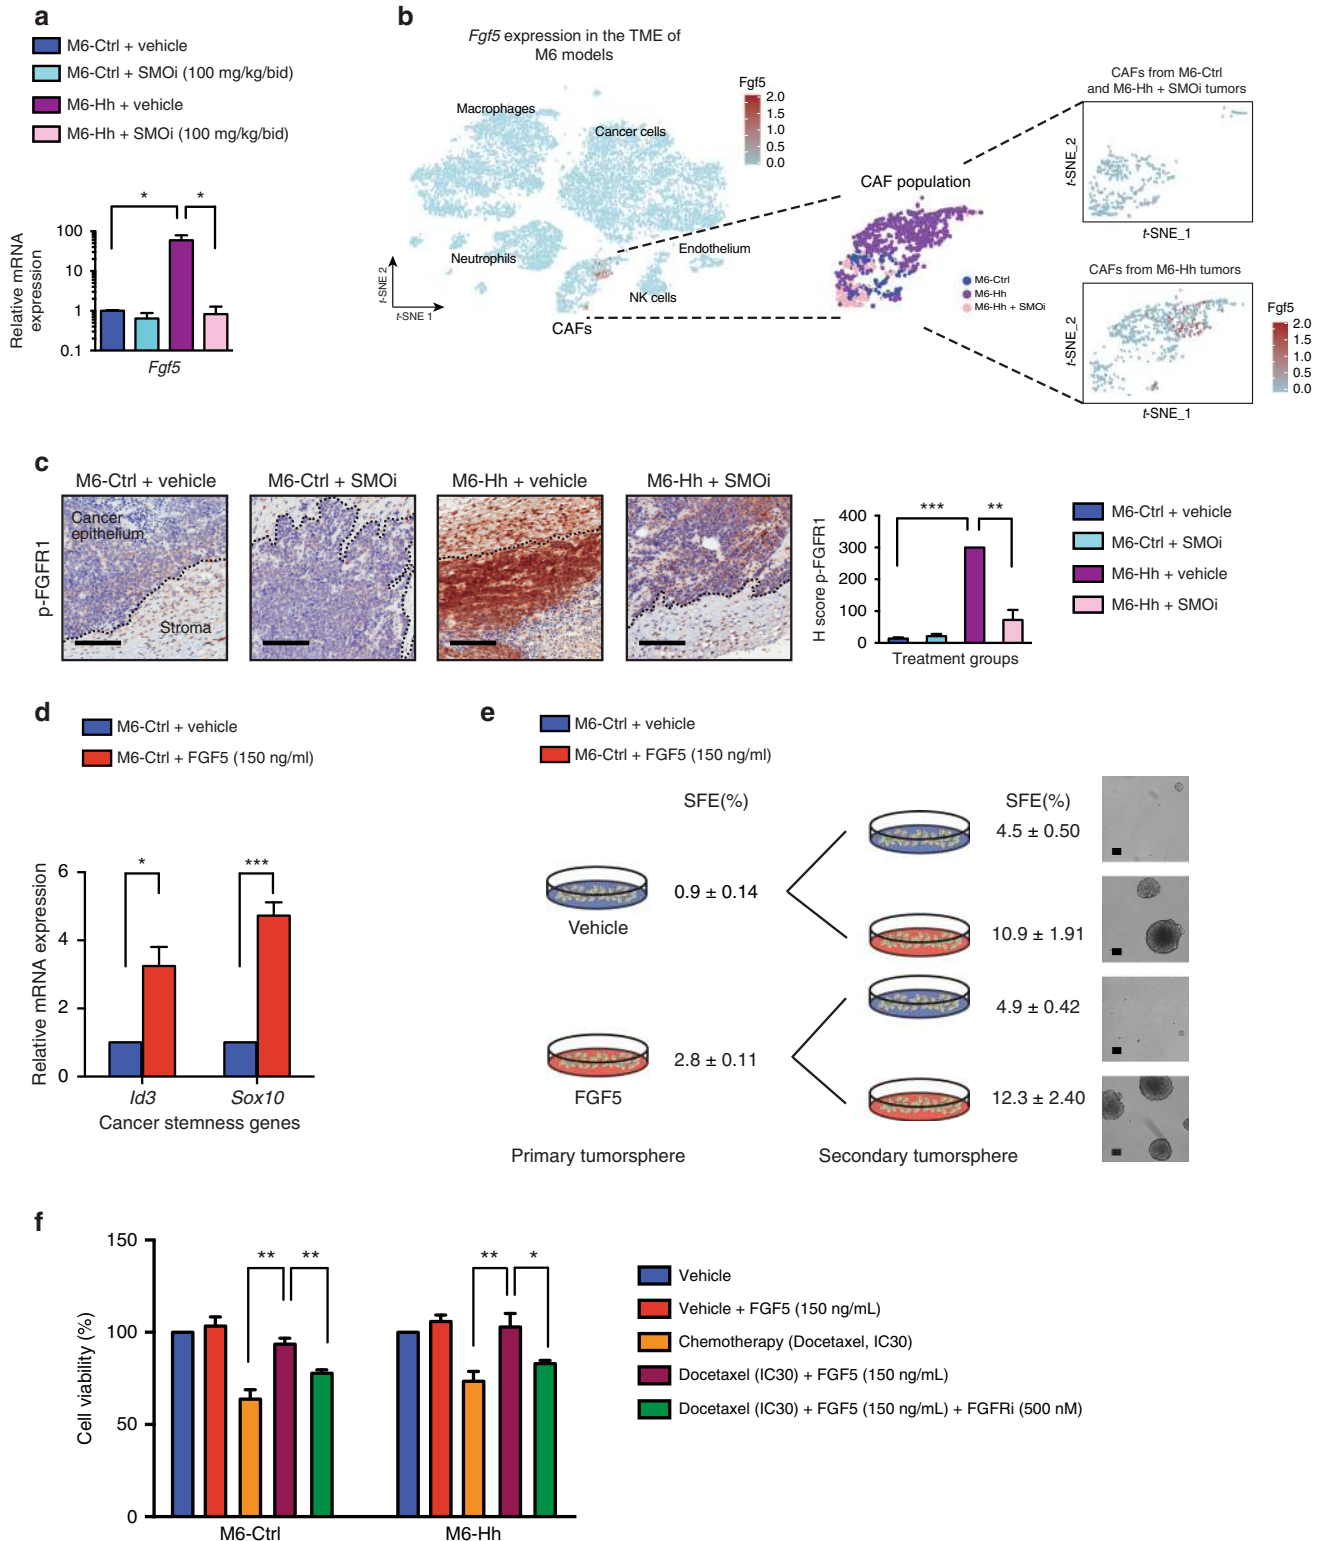 a
M6-Ctrl + vehicle
M6-Ctrl + SMOi (100 mg/kg/bid)
M6-Hh + vehicle
M6-Hh + SMOi (100 mg/kg/bid)
* *
100
10
1
0.1
Relative mRNA
expression
Fgf5
b
Fgf5 expression in the TME of
M6 models
Fgf5
2.0
1.5
1.0
0.5
0.0
Macrophages
Cancer cells
Neutrophils
Endothelium
NK cells
CAFs
t-SNE 2
t-SNE 1
CAF population
M6-Ctrl
M6-Hh
M6-Hh + SMOi
CAFs from M6-Ctrl
and M6-Hh + SMOi tumors
t-SNE_2
t-SNE_1
CAFs from M6-Hh tumors
t-SNE_2
t-SNE_1
Fgf5
2.0
1.5
1.0
0.5
0.0
c
M6-Ctrl + vehicle
M6-Ctrl + SMOi
M6-Hh + vehicle
M6-Hh + SMOi
p-FGFR1
Cancer
epithelium
Stroma
*** **
400
300
200
100
0
H score p-FGFR1
Treatment groups
M6-Ctrl + vehicle
M6-Ctrl + SMOi
M6-Hh + vehicle
M6-Hh + SMOi
d
M6-Ctrl + vehicle
M6-Ctrl + FGF5 (150 ng/ml)
* ***
6
4
2
0
Relative mRNA expression
Id3 Sox10
Cancer stemness genes
e
M6-Ctrl + vehicle
M6-Ctrl + FGF5 (150 ng/ml)
SFE(%)
SFE(%)
Vehicle
0.9 ± 0.14
4.5 ± 0.50
10.9 ± 1.91
FGF5
2.8 ± 0.11
4.9 ± 0.42
12.3 ± 2.40
Primary tumorsphere
Secondary tumorsphere
f
150
100
50
0
Cell viability (%)
** ** ** *
M6-Ctrl M6-Hh
Vehicle
Vehicle + FGF5 (150 ng/mL)
Chemotherapy (Docetaxel, IC30)
Docetaxel (IC30) + FGF5 (150 ng/mL)
Docetaxel (IC30) + FGF5 (150 ng/mL) + FGFRi (500 nM)